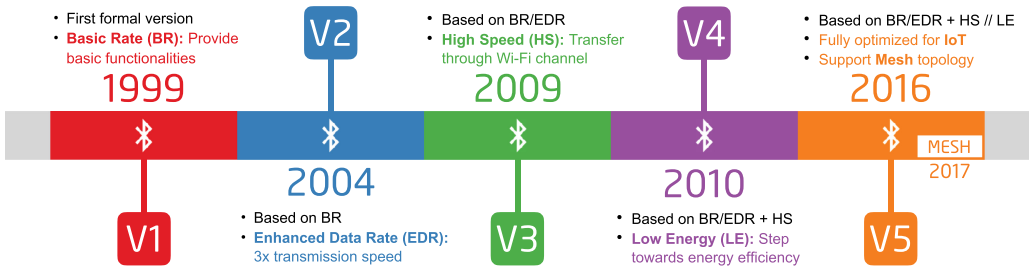 • First formal version
• Basic Rate (BR): Provide
basic functionalities
1999
V1
V2
2004
• Based on BR
• Enhanced Data Rate (EDR):
3x transmission speed
• Based on BR/EDR
• High Speed (HS): Transfer
through Wi-Fi channel
2009
V3
V4
2010
• Based on BR/EDR + HS
• Low Energy (LE): Step
towards energy efficiency
• Based on BR/EDR + HS // LE
• Fully optimized for IoT
• Support Mesh topology
2016
MESH
2017
V5